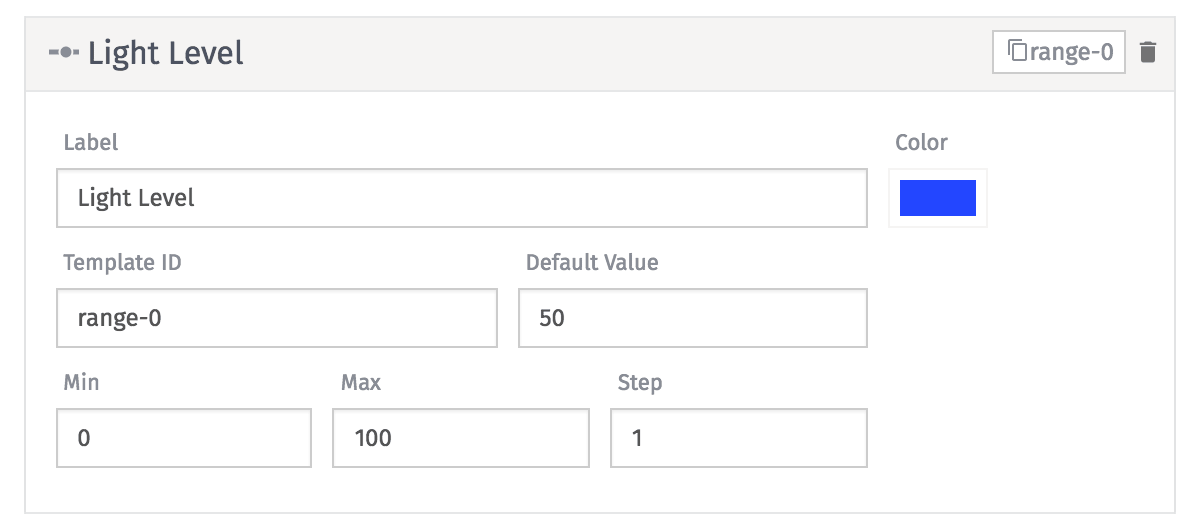 Light Level
range-0
Label
Color
Light Level
Template ID
Default Value
range-0
50
Min
Max
Step
0
100
1